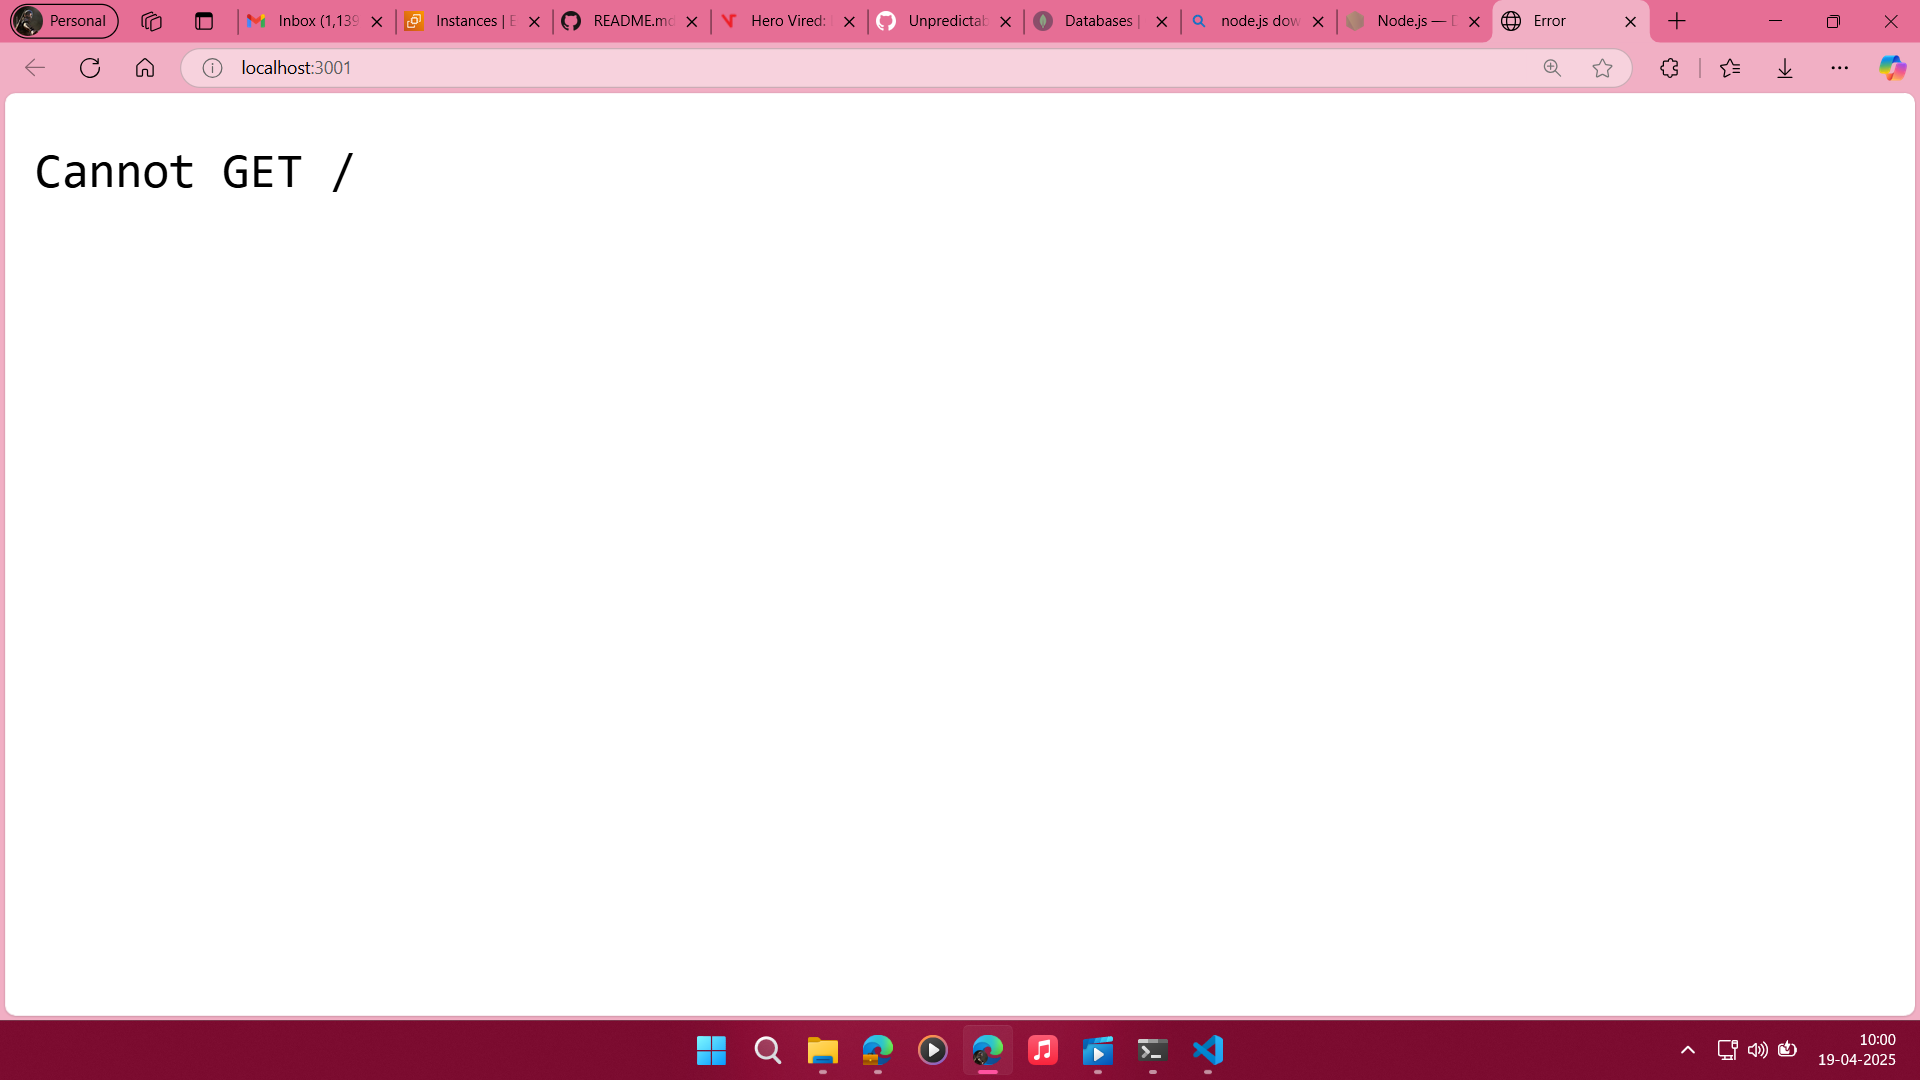 Personal
Inbox (1,139
Instances | E
README.md
Hero Vired:
Unpredictab
Databases |
node.js dow
Node.js — D
Error
localhost:3001
Cannot GET /
10:00
19-04-2025